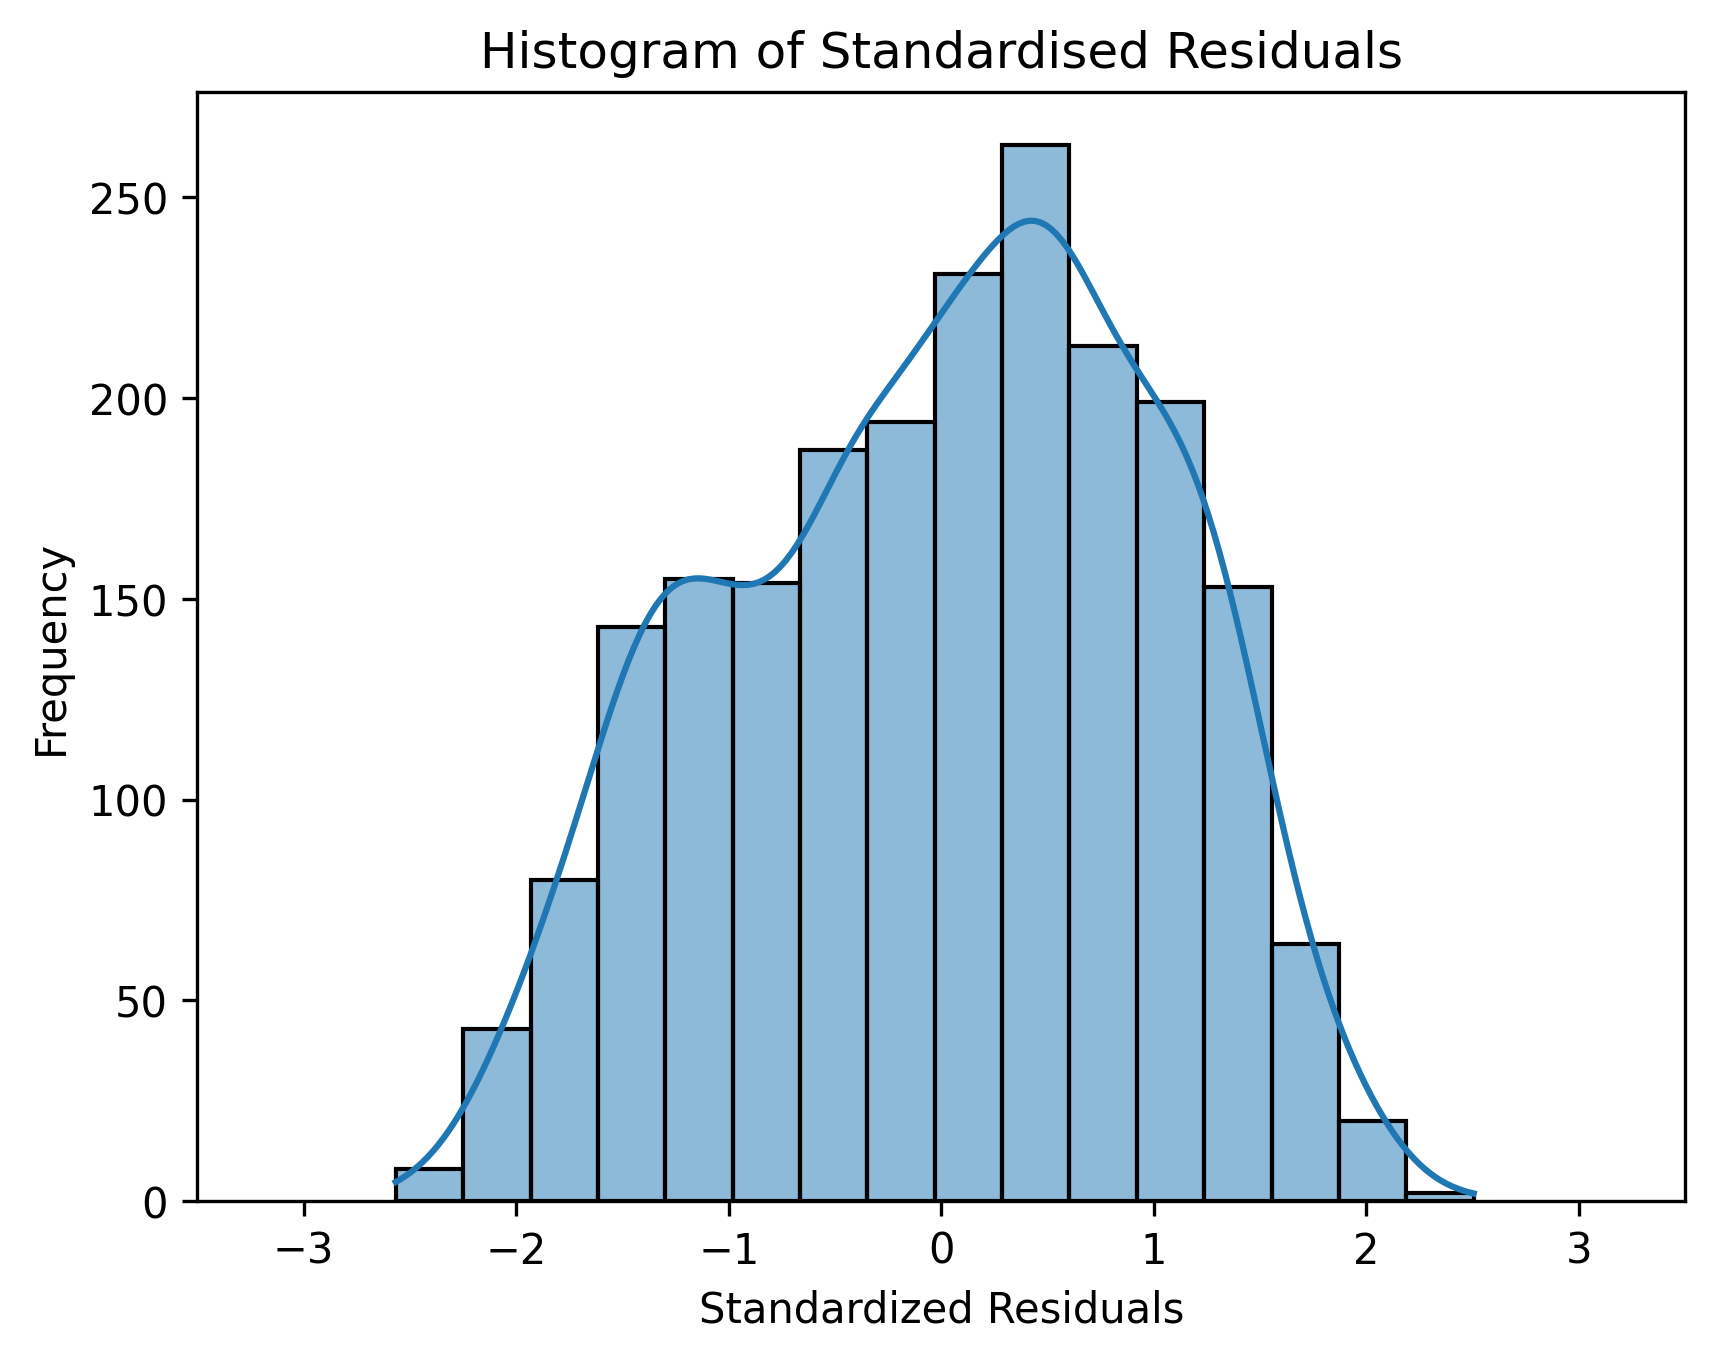 Histogram of Standardised Residuals
Frequency
250
200
150
100
50
0
−3 −2 −1 0 1 2 3
Standardized Residuals